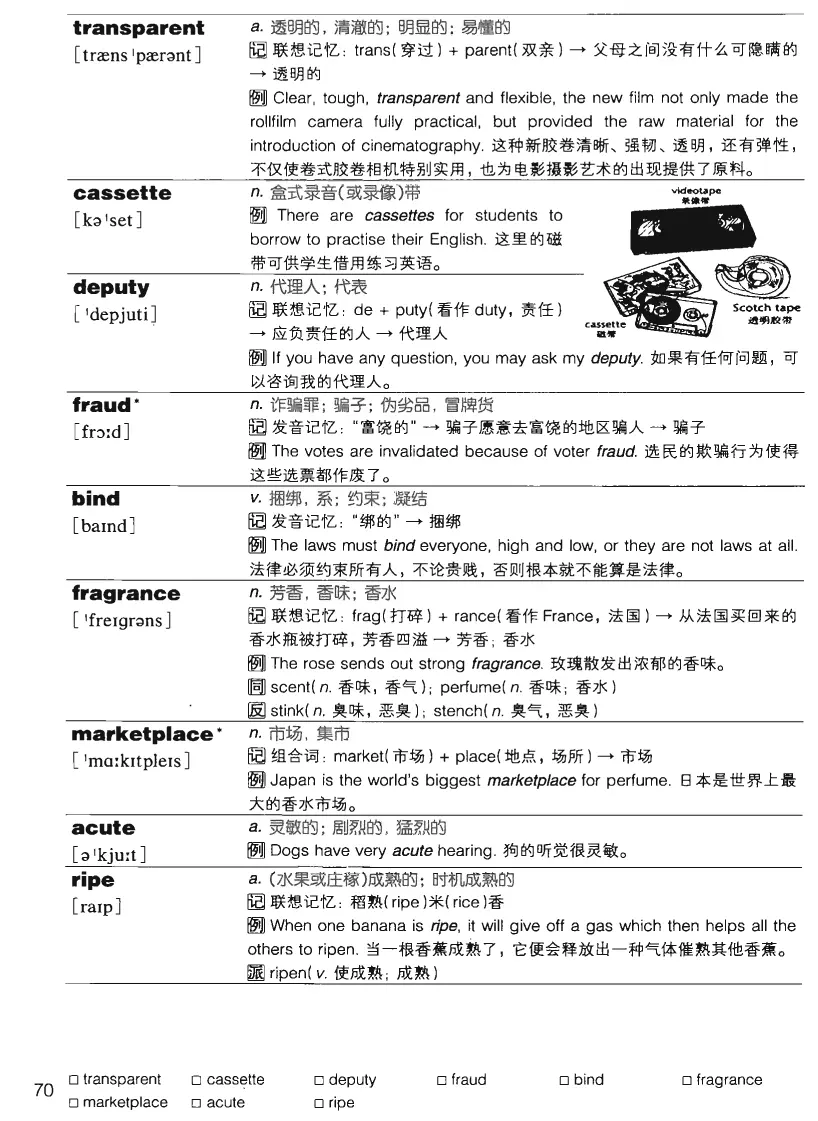 transparent a. 透明的，清澈的；明显的；易懂的
[trænsˈpærənt] 记 联想记忆：trans(穿过) + parent(双亲) → 父母之间没有什么可隐瞒的
→ 透明的
例 Clear, tough, transparent and flexible, the new film not only made the
rollfilm camera fully practical, but provided the raw material for the
introduction of cinematography. 这种新胶卷清晰、强韧、透明，还有弹性，
不仅使卷式胶卷相机特别实用，也为电影摄影艺术的出现提供了原料。
cassette n. 盒式录音(或录像)带
[kəˈset] 例 There are cassettes for students to
borrow to practise their English. 这里的磁
带可供学生借用练习英语。
videotape
录像带
Scotch tape
透明胶带
cassette
磁带
deputy n. 代理人；代表
[ˈdepjuti] 记 联想记忆：de + puty(看作 duty，责任)
→ 应负责任的人 → 代理人
例 If you have any question, you may ask my deputy. 如果有任何问题，可
以咨询我的代理人。
fraud* n. 诈骗罪；骗子；伪劣品，冒牌货
[frɔːd] 记 发音记忆："富饶的" → 骗子愿意去富饶的地区骗人 → 骗子
例 The votes are invalidated because of voter fraud. 选民的欺骗行为使得
这些选票都作废了。
bind v. 捆绑，系；约束；凝结
[baɪnd] 记 发音记忆："绑的" → 捆绑
例 The laws must bind everyone, high and low, or they are not laws at all.
法律必须约束所有人，不论贵贱，否则根本就不能算是法律。
fragrance n. 芳香，香味；香水
[ˈfreɪgrəns] 记 联想记忆：frag(打碎) + rance(看作 France，法国) → 从法国买回来的
香水瓶被打碎，芳香四溢 → 芳香；香水
例 The rose sends out strong fragrance. 玫瑰散发出浓郁的香味。
同 scent(n. 香味，香气)；perfume(n. 香味；香水)
反 stink(n. 臭味，恶臭)；stench(n. 臭气，恶臭)
marketplace* n. 市场，集市
[ˈmɑːkɪtpleɪs] 记 组合词：market(市场) + place(地点，场所) → 市场
例 Japan is the world's biggest marketplace for perfume. 日本是世界上最
大的香水市场。
acute a. 灵敏的；剧烈的，猛烈的
[əˈkjuːt] 例 Dogs have very acute hearing. 狗的听觉很灵敏。
ripe a. (水果或庄稼)成熟的；时机成熟的
[raɪp] 记 联想记忆：稻熟(ripe)米(rice)香
例 When one banana is ripe, it will give off a gas which then helps all the
others to ripen. 当一根香蕉成熟了，它便会释放出一种气体催熟其他香蕉。
派 ripen(v. 使成熟；成熟)
70 □ transparent □ cassette □ deputy □ fraud □ bind □ fragrance
□ marketplace □ acute □ ripe